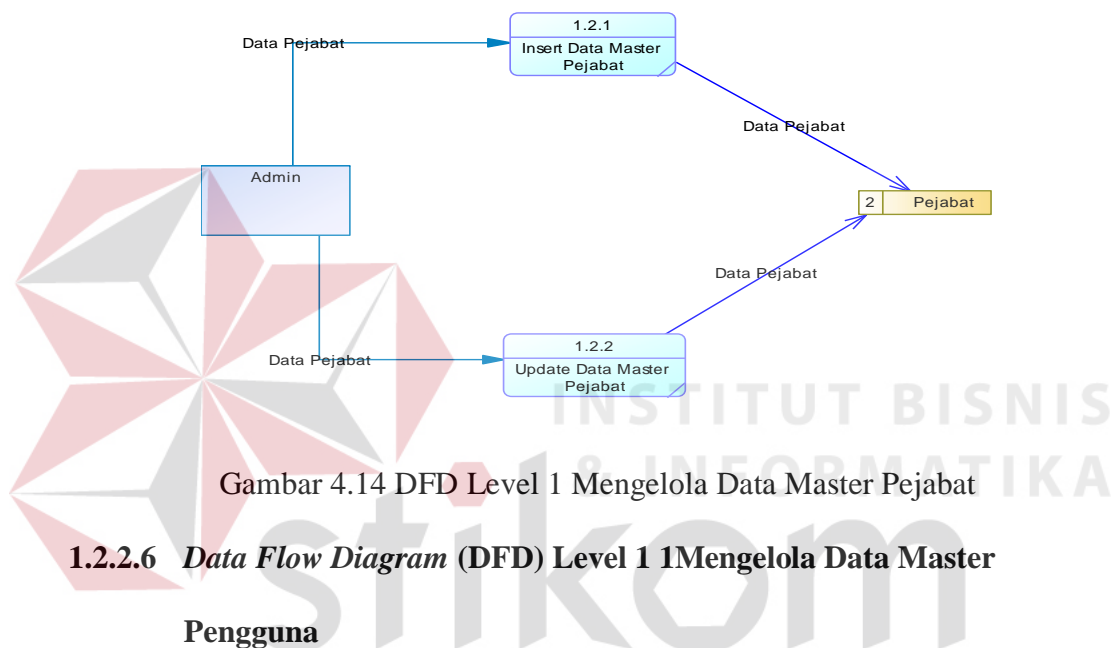 1.2.1
Data Pejabat
Insert Data Master
Pejabat
Data Pejabat
Admin
2 Pejabat
Data Pejabat
1.2.2
Data Pejabat
Update Data Master
Pejabat
INSTITUT BISNIS
& INFORMATIKA
Gambar 4.14 DFD Level 1 Mengelola Data Master Pejabat
stikom
1.2.2.6 Data Flow Diagram (DFD) Level 1 1Mengelola Data Master
Pengguna